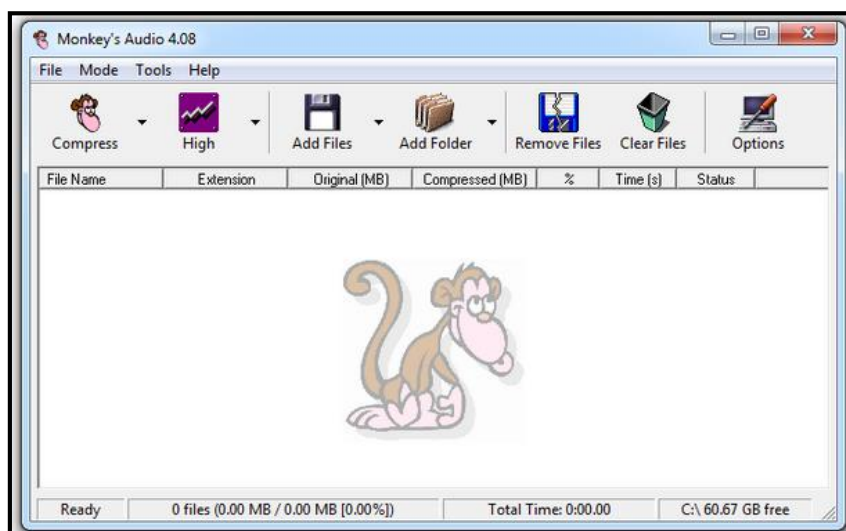 Monkey's Audio 4.08
File Mode Tools Help
Compress High Add Files Add Folder Remove Files Clear Files Options
File Name Extension Original (MB) Compressed (MB) % Time (s) Status
Ready 0 files (0.00 MB / 0.00 MB [0.00%]) Total Time: 0:00.00 C:\ 60.67 GB free